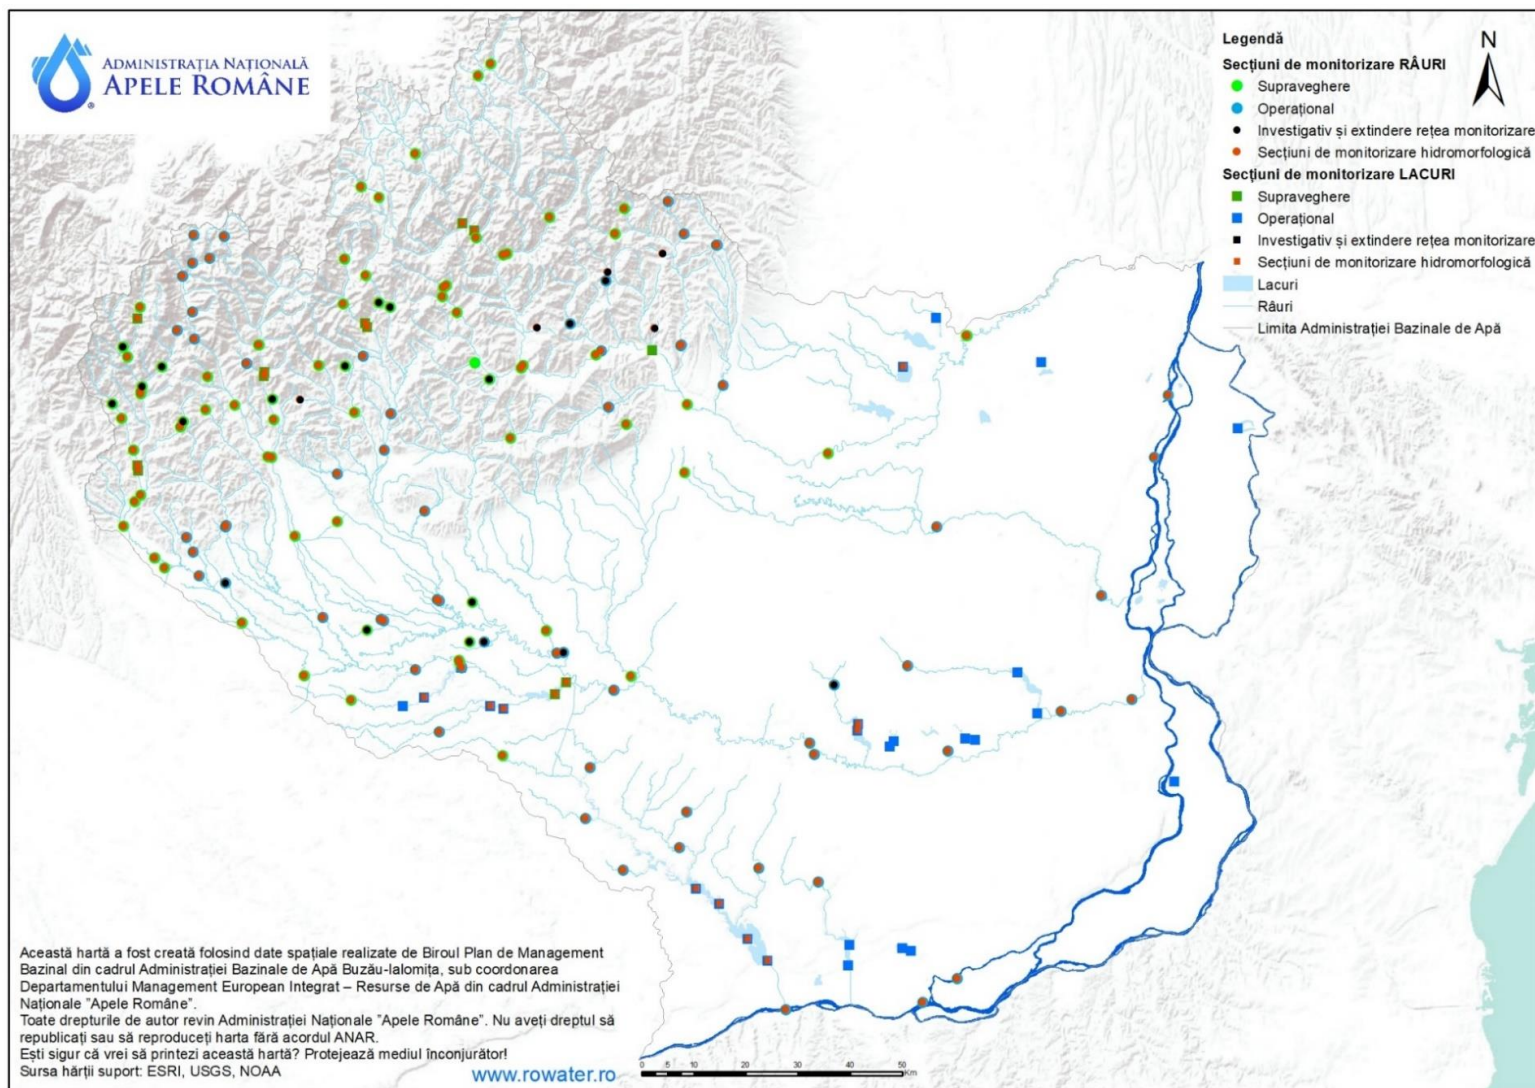 ADMINISTRAȚIA NAȚIONALĂ
APELE ROMÂNE
®
Legendă
Secțiuni de monitorizare RÂURI
Supraveghere
Operațional
Investigativ și extindere rețea monitorizare
Secțiuni de monitorizare hidromorfologică
Secțiuni de monitorizare LACURI
Supraveghere
Operațional
Investigativ și extindere rețea monitorizare
Secțiuni de monitorizare hidromorfologică
Lacuri
Râuri
Limita Administrației Bazinale de Apă
N
Această hartă a fost creată folosind date spațiale realizate de Biroul Plan de Management
Bazinal din cadrul Administrației Bazinale de Apă Buzău-Ialomița, sub coordonarea
Departamentului Management European Integrat – Resurse de Apă din cadrul Administrației
Naționale "Apele Române".
Toate drepturile de autor revin Administrației Naționale "Apele Române". Nu aveți dreptul să
republicați sau să reproduceți harta fără acordul ANAR.
Ești sigur că vrei să printezi această hartă? Protejează mediul înconjurător!
Sursa hărții suport: ESRI, USGS, NOAA
www.rowater.ro
0 5 10 20 30 40 50
Km